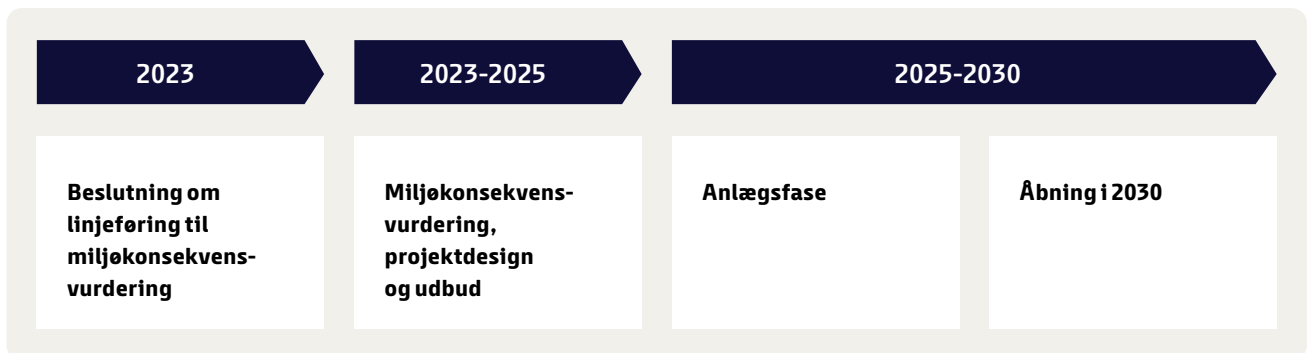 2023
2023-2025
2025-2030
Beslutning om
linjeføring til
miljøkonsekvens-
vurdering
Miljøkonsekvens-
vurdering,
projektdesign
og udbud
Anlægsfase
Åbning i 2030